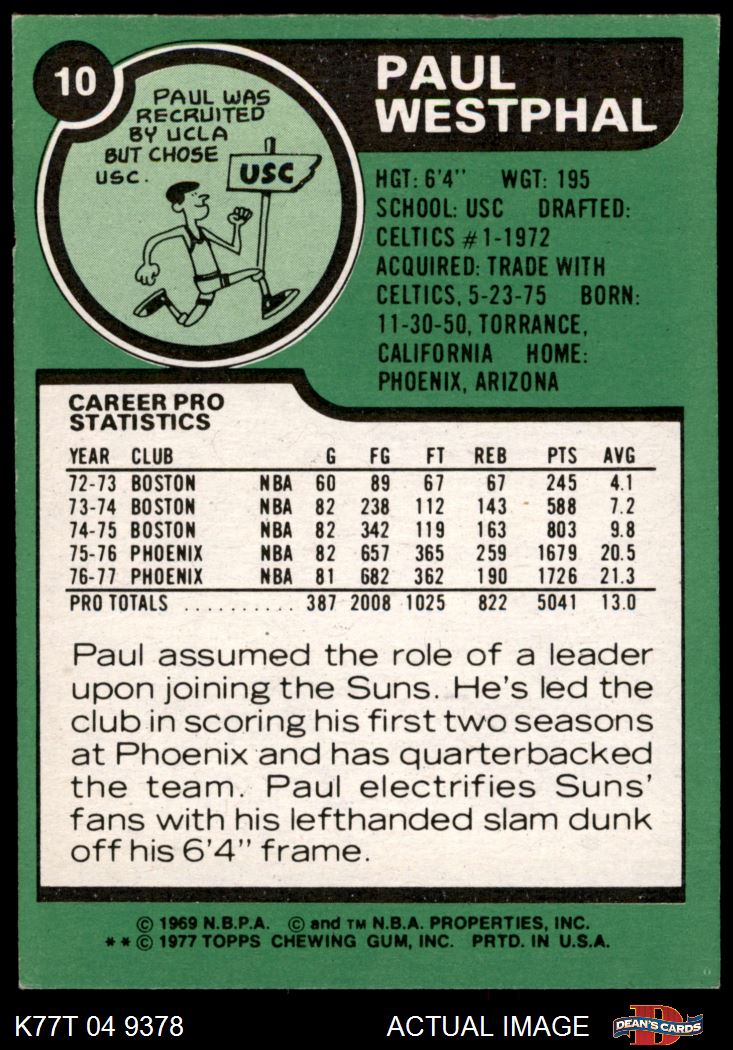 10
PAUL WAS
RECRUITED
BY UCLA
BUT CHOSE
USC.
USC
PAUL
WESTPHAL
HGT: 6'4" WGT: 195
SCHOOL: USC DRAFTED:
CELTICS #1-1972
ACQUIRED: TRADE WITH
CELTICS, 5-23-75 BORN:
11-30-50, TORRANCE,
CALIFORNIA HOME:
PHOENIX, ARIZONA
CAREER PRO
STATISTICS
YEAR CLUB G FG FT REB PTS AVG
72-73 BOSTON NBA 60 89 67 67 245 4.1
73-74 BOSTON NBA 82 238 112 143 588 7.2
74-75 BOSTON NBA 82 342 119 163 803 9.8
75-76 PHOENIX NBA 82 657 365 259 1679 20.5
76-77 PHOENIX NBA 81 682 362 190 1726 21.3
PRO TOTALS .......... 387 2008 1025 822 5041 13.0
Paul assumed the role of a leader
upon joining the Suns. He's led the
club in scoring his first two seasons
at Phoenix and has quarterbacked
the team. Paul electrifies Suns'
fans with his lefthanded slam dunk
off his 6'4" frame.
© 1969 N.B.P.A. © and TM N.B.A. PROPERTIES, INC.
**© 1977 TOPPS CHEWING GUM, INC. PRTD. IN U.S.A.
K77T 04 9378 ACTUAL IMAGE
D
DEAN'S CARDS